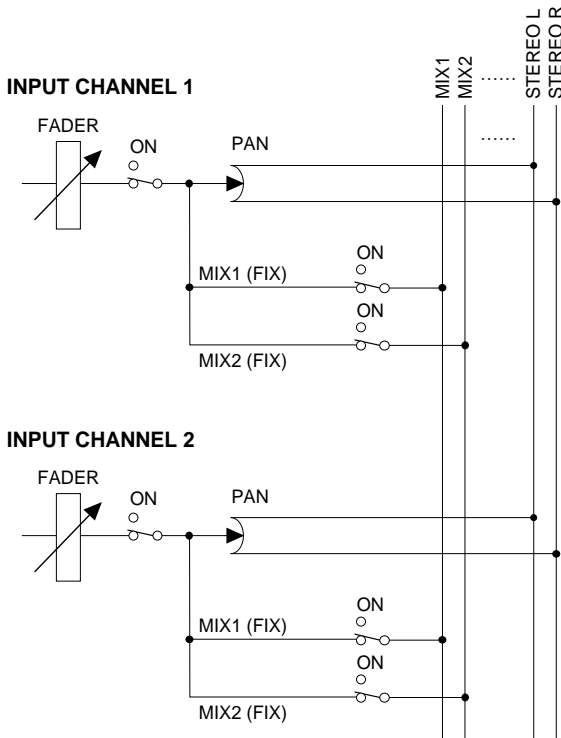 MIX1
MIX2
......
STEREO L
STEREO R
......
INPUT CHANNEL 1
FADER
ON
PAN
MIX1 (FIX)
ON
ON
MIX2 (FIX)
INPUT CHANNEL 2
FADER
ON
PAN
MIX1 (FIX)
ON
ON
MIX2 (FIX)